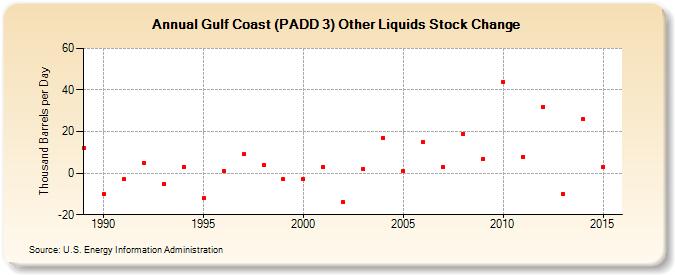 Annual Gulf Coast (PADD 3) Other Liquids Stock Change
Thousand Barrels per Day
60
40
20
0
-20
1990 1995 2000 2005 2010 2015
Source: U.S. Energy Information Administration